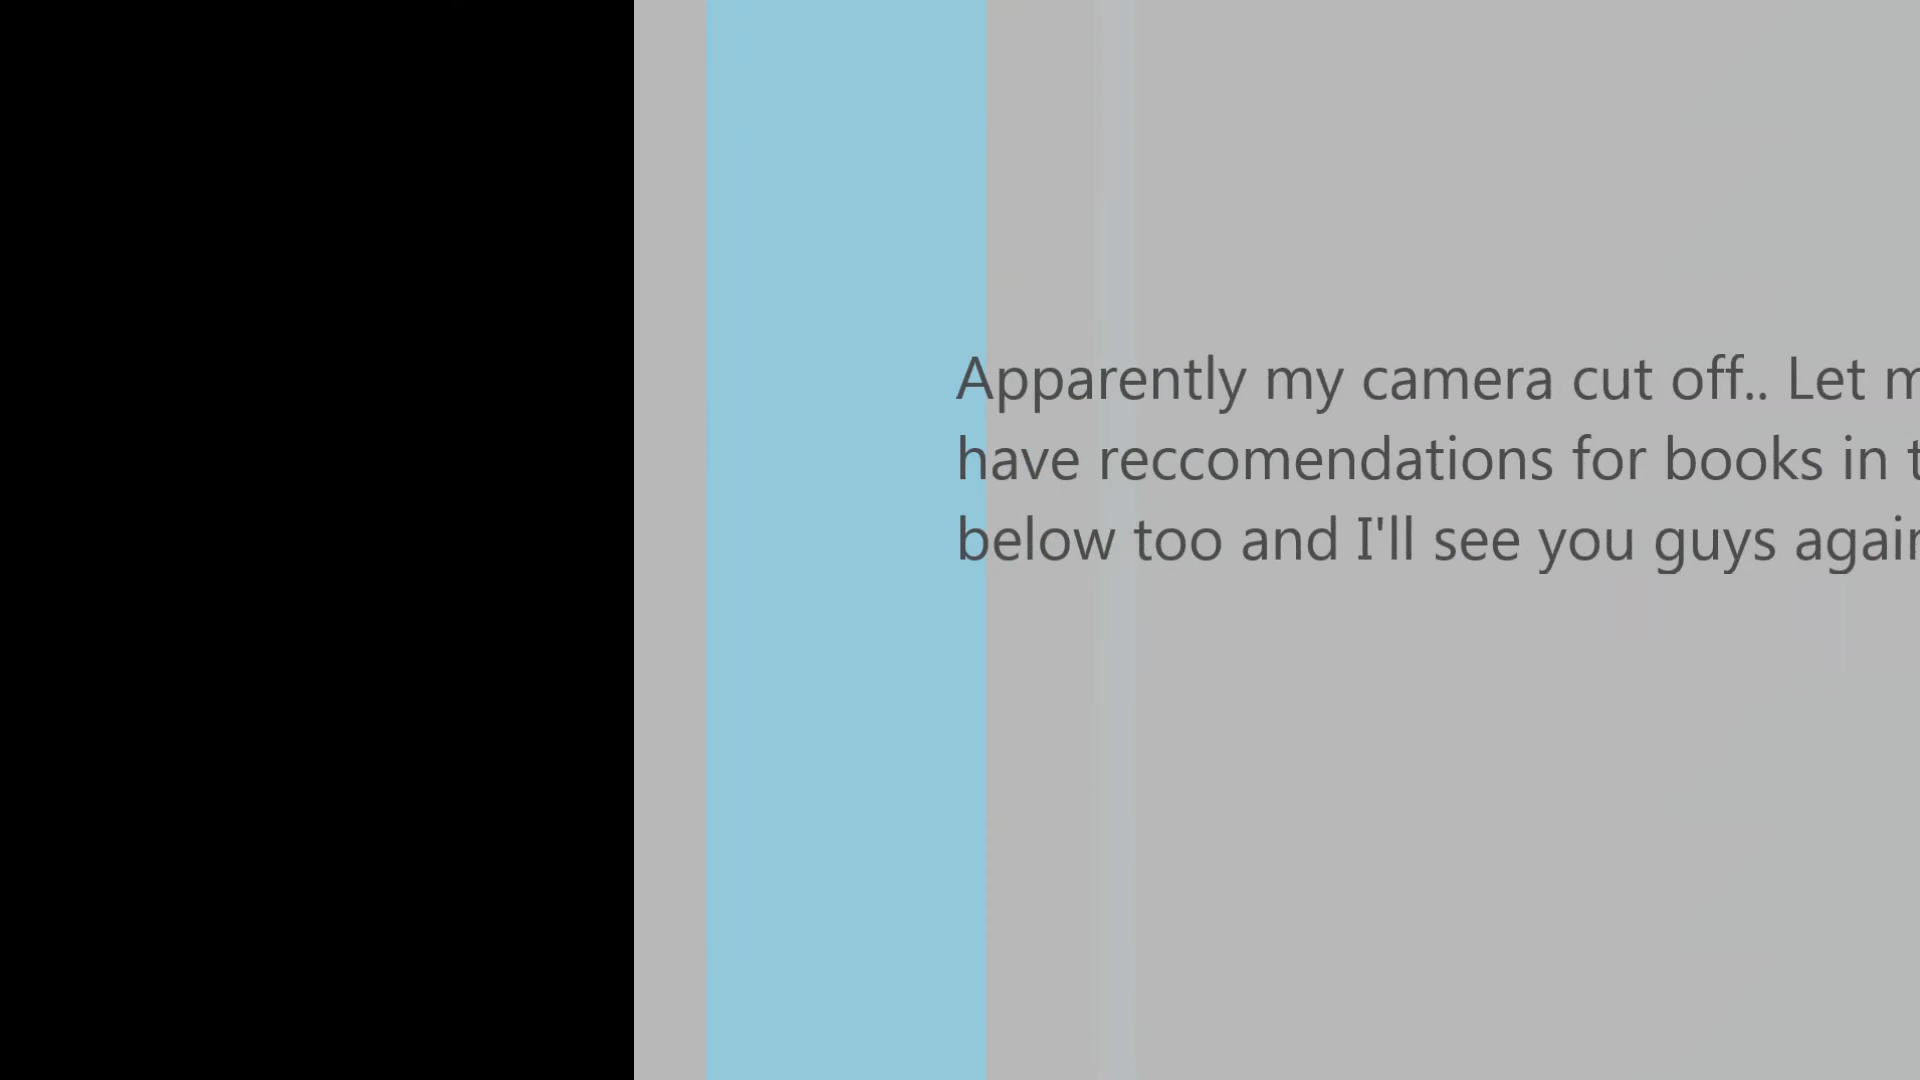 Apparently my camera cut off.. Let
have reccomendations for books in
below too and I'll see you guys